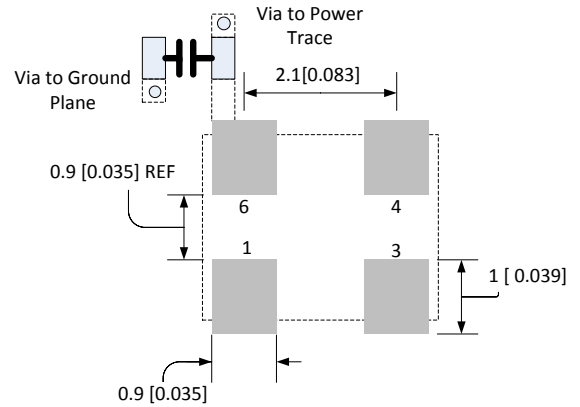 Via to Power
Trace
Via to Ground
Plane
2.1[0.083]
0.9 [0.035] REF
6
4
1
3
1 [ 0.039]
0.9 [0.035]